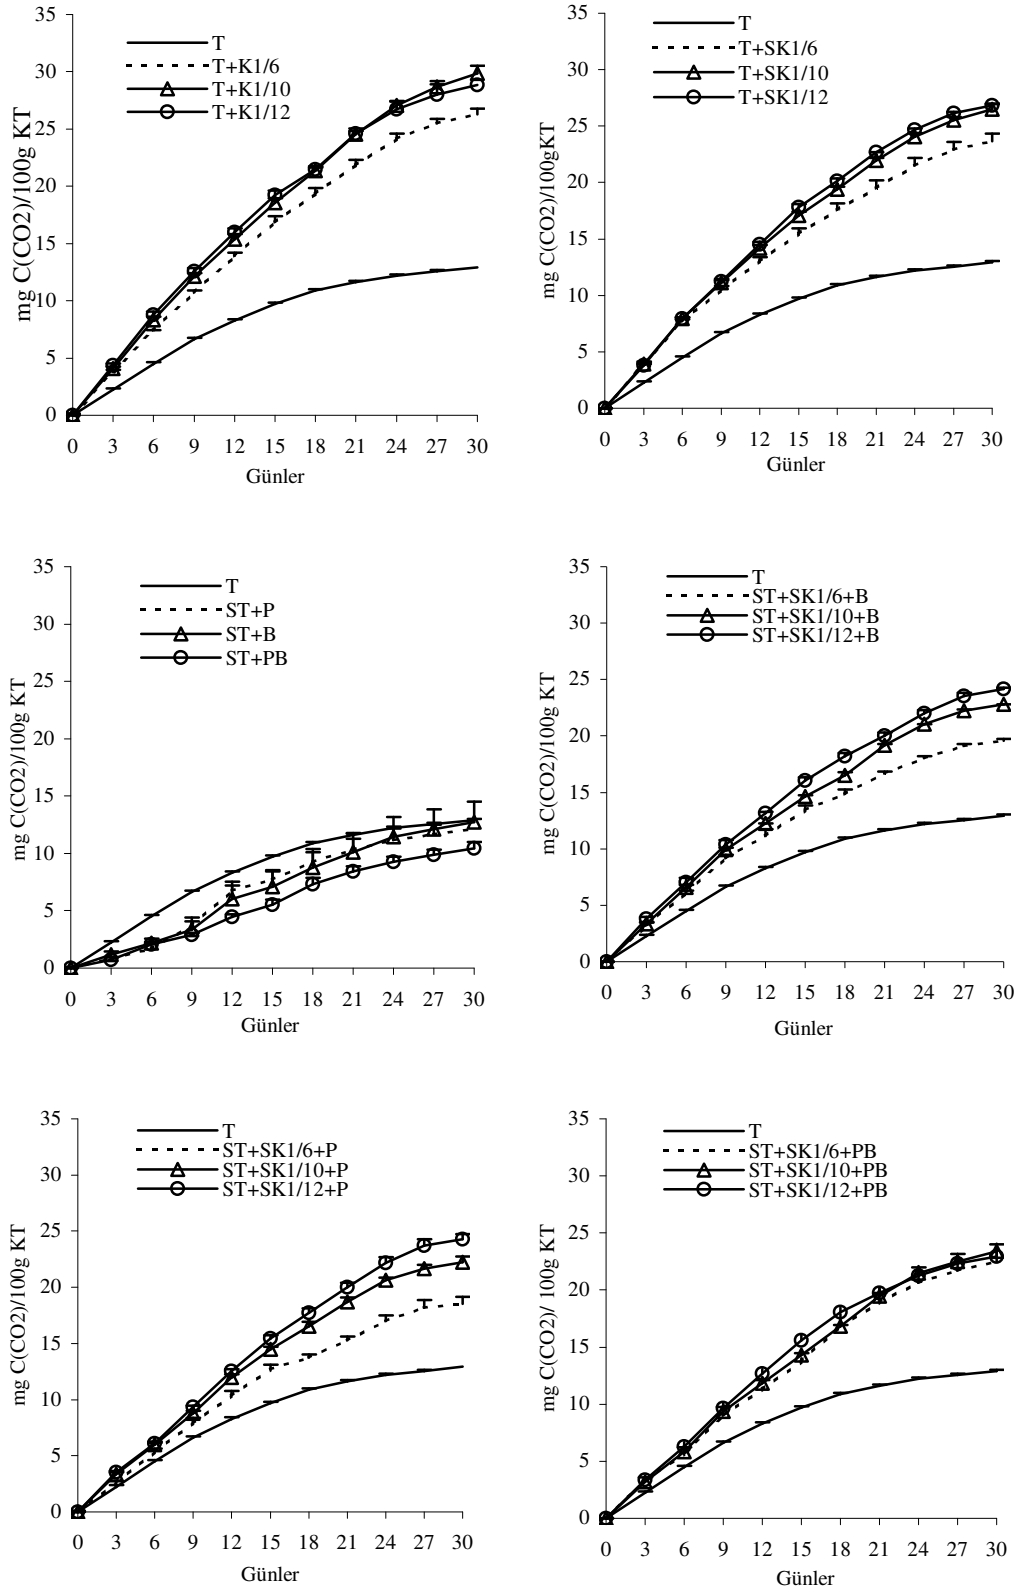 35
30
25
20
15
10
5
0
mg C(CO2)/100g KT
T
T+K1/6
T+K1/10
T+K1/12
0 3 6 9 12 15 18 21 24 27 30
Günler
35
30
25
20
15
10
5
0
mg C(CO2)/100gKT
T
T+SK1/6
T+SK1/10
T+SK1/12
0 3 6 9 12 15 18 21 24 27 30
Günler
35
30
25
20
15
10
5
0
mg C(CO2)/100g KT
T
ST+P
ST+B
ST+PB
0 3 6 9 12 15 18 21 24 27 30
Günler
35
30
25
20
15
10
5
0
mg C(CO2)/100g KT
T
ST+SK1/6+B
ST+SK1/10+B
ST+SK1/12+B
0 3 6 9 12 15 18 21 24 27 30
Günler
35
30
25
20
15
10
5
0
mg C(CO2)/100g KT
T
ST+SK1/6+P
ST+SK1/10+P
ST+SK1/12+P
0 3 6 9 12 15 18 21 24 27 30
Günler
35
30
25
20
15
10
5
0
mg C(CO2)/ 100g KT
T
ST+SK1/6+PB
ST+SK1/10+PB
ST+SK1/12+PB
0 3 6 9 12 15 18 21 24 27 30
Günler